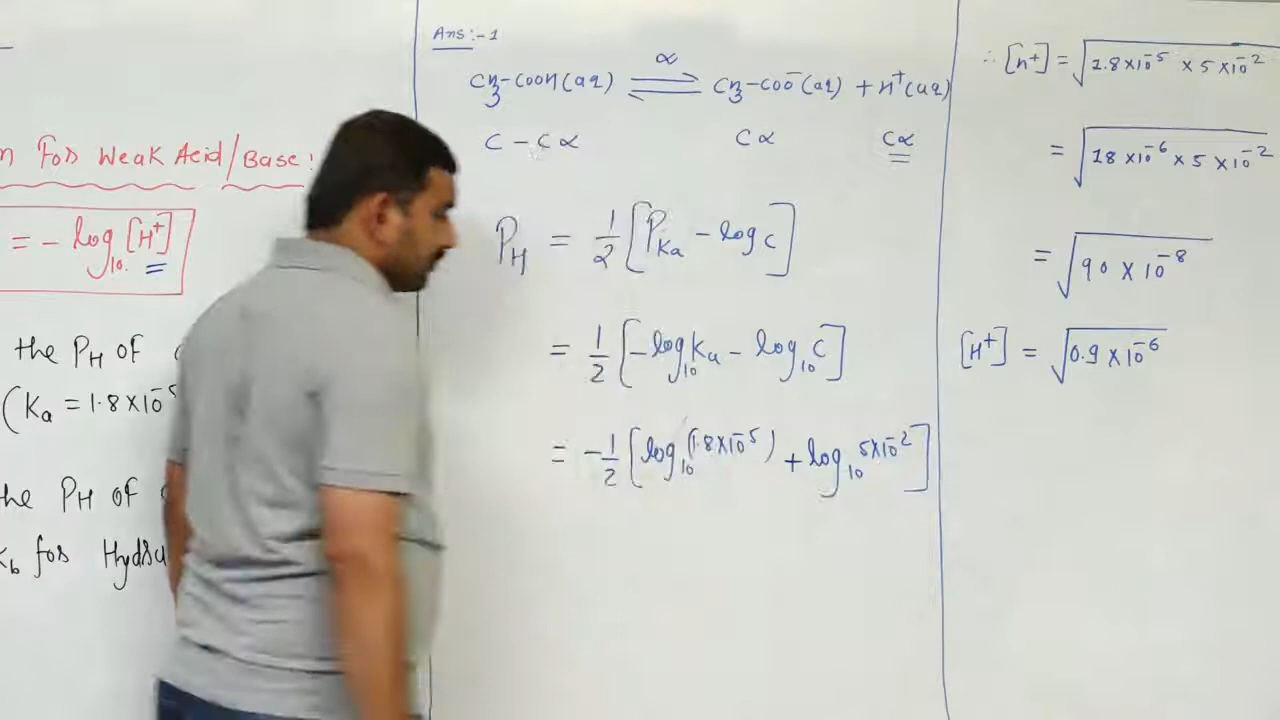 n For Weak Acid/Base:
= - log₁₀. [H⁺]
the PH OF
(Ka = 1.8×10⁻⁵
he PH OF
Kb for Hyd
Ans:-1
CH₃-COOH(aq) ⇌ CH₃-COO⁻(aq) + H⁺(aq)
α
C - Cα Cα Cα
PH = 1/2 [PKa - log C]
= 1/2 [-log₁₀ Ka - log₁₀ C]
= -1/2 [log₁₀ (1.8×10⁻⁵) + log₁₀ 5×10⁻²]
∴ [H⁺] = √1.8×10⁻⁵ × 5×10⁻²
= √18×10⁻⁶ × 5×10⁻²
= √90 × 10⁻⁸
[H⁺] = √0.9×10⁻⁶